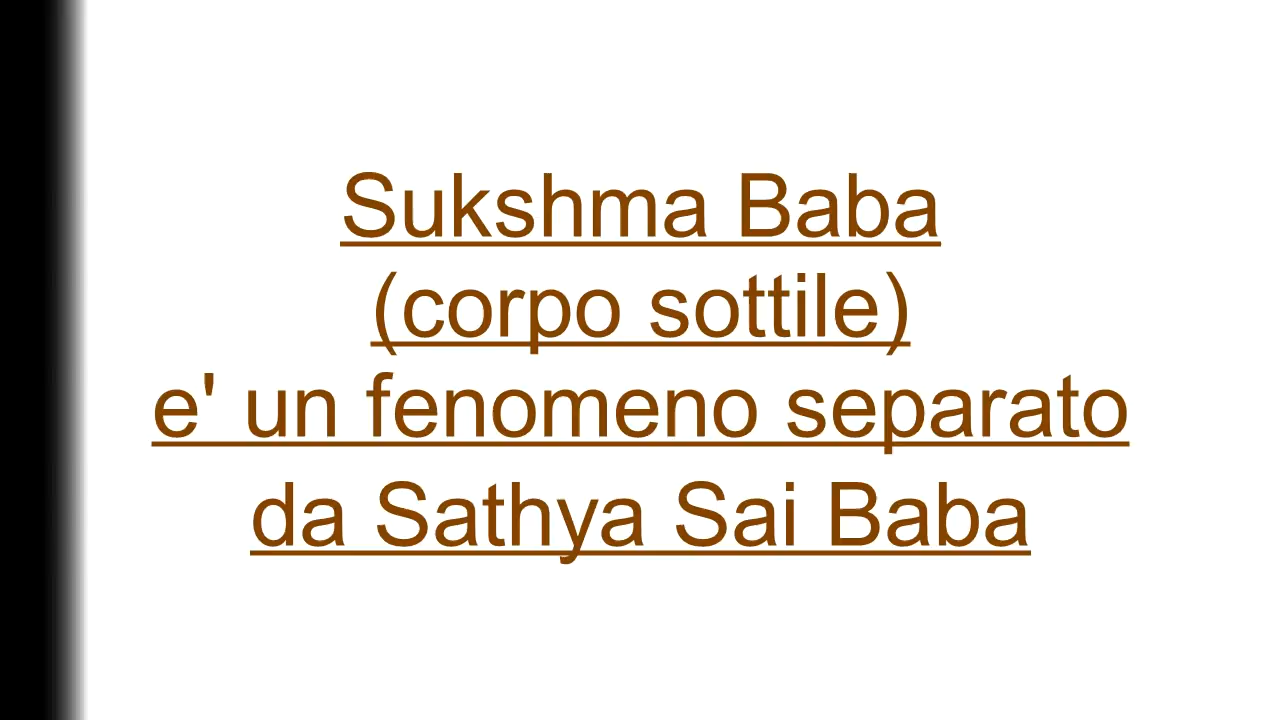 Sukshma Baba
(corpo sottile)
e' un fenomeno separato
da Sathya Sai Baba